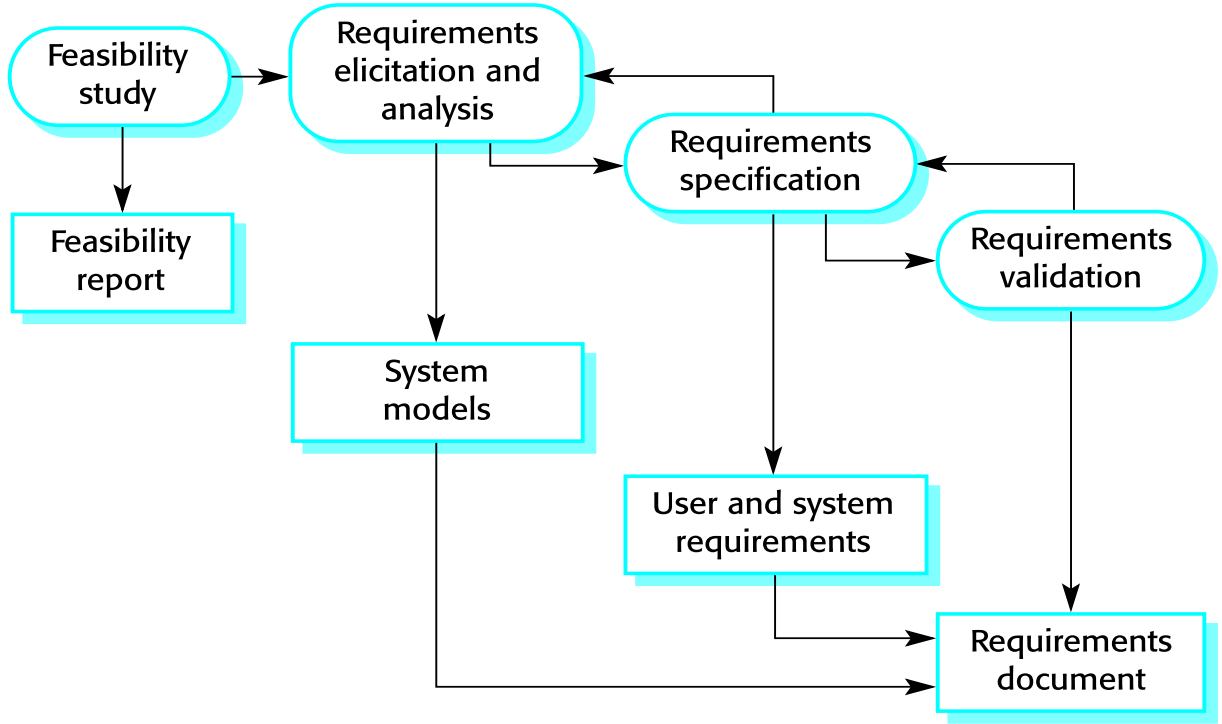 Feasibility
study
Requirements
elicitation and
analysis
Requirements
specification
Requirements
validation
Feasibility
report
System
models
User and system
requirements
Requirements
document